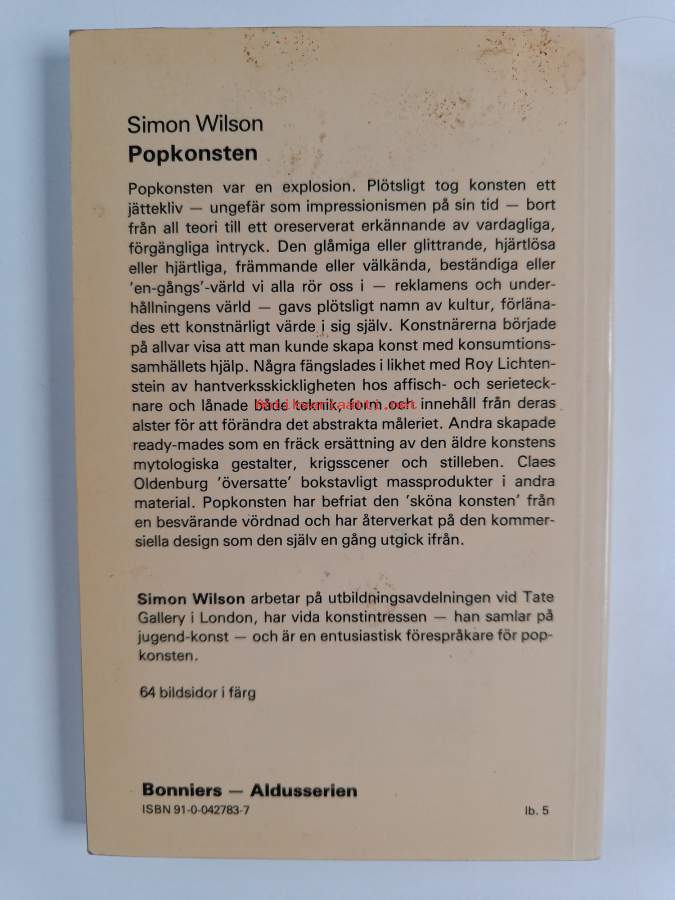 Simon Wilson
Popkonsten
Popkonsten var en explosion. Plötsligt tog konsten ett
jättekliv — ungefär som impressionismen på sin tid — bort
från all teori till ett oreserverat erkännande av vardagliga,
förgängliga intryck. Den glåmiga eller glittrande, hjärtlösa
eller hjärtliga, främmande eller välkända, beständiga eller
'en-gångs'-värld vi alla rör oss i — reklamens och under-
hållningens värld — gavs plötsligt namn av kultur, förläna-
des ett konstnärligt värde i sig själv. Konstnärerna började
på allvar visa att man kunde skapa konst med konsumtions-
samhällets hjälp. Några fängslades i likhet med Roy Lichten-
stein av hantverksskickligheten hos affisch- och serieteck-
nare och lånade både teknik, form och innehåll från deras
alster för att förändra det abstrakta måleriet. Andra skapade
ready-mades som en fräck ersättning av den äldre konstens
mytologiska gestalter, krigsscener och stilleben. Claes
Oldenburg 'översatte' bokstavligt massprodukter i andra
material. Popkonsten har befriat den 'sköna konsten' från
en besvärande vördnad och har återverkat på den kommer-
siella design som den själv en gång utgick ifrån.
Simon Wilson arbetar på utbildningsavdelningen vid Tate
Gallery i London, har vida konstintressen — han samlar på
jugend-konst — och är en entusiastisk förespråkare för pop-
konsten.
64 bildsidor i färg
Bonniers — Aldusserien
ISBN 91-0-042783-7
lb. 5